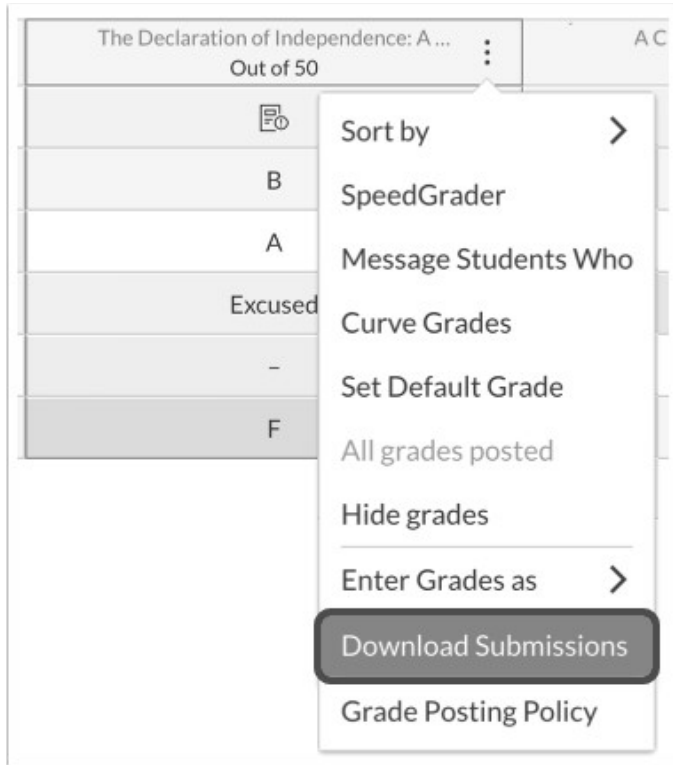 The Declaration of Independence: A ...
Out of 50
A C
B
A
Excused
–
F
Sort by
SpeedGrader
Message Students Who
Curve Grades
Set Default Grade
All grades posted
Hide grades
Enter Grades as
Download Submissions
Grade Posting Policy